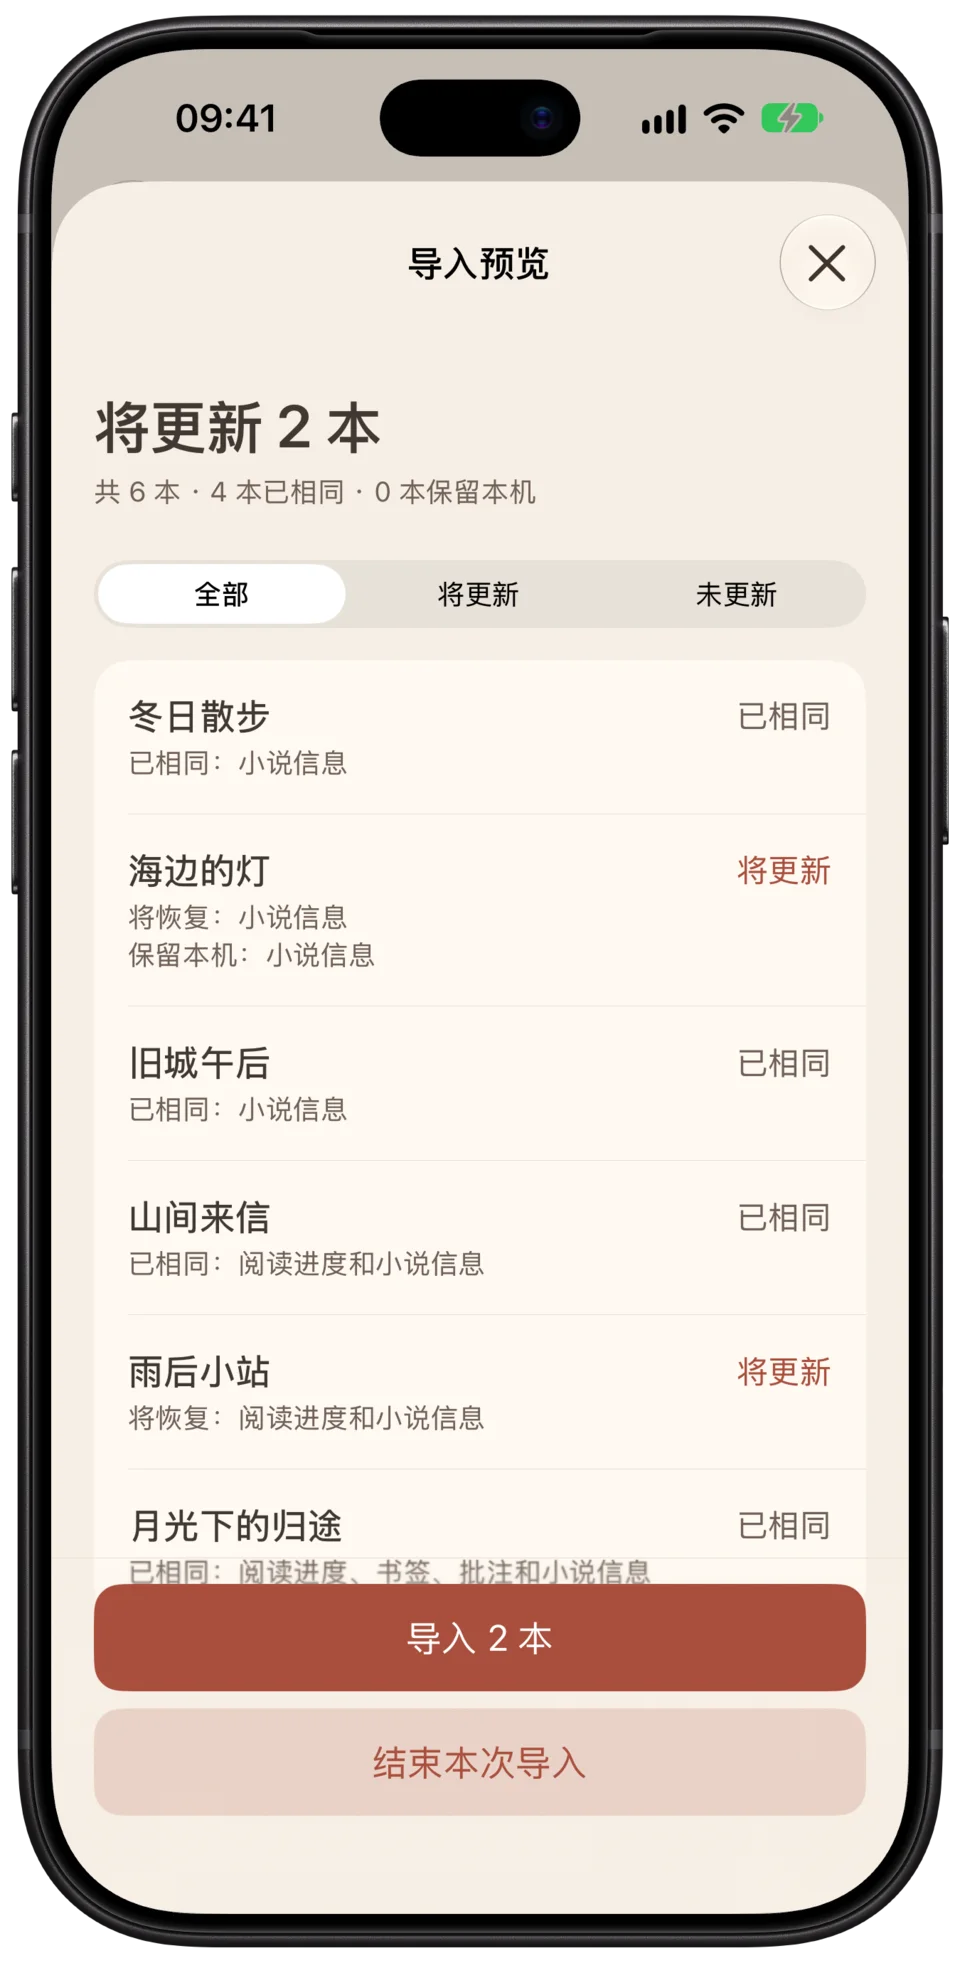 09:41
导入预览
将更新 2 本
共 6 本 · 4 本已相同 · 0 本保留本机
全部 将更新 未更新
冬日散步 已相同
已相同：小说信息
海边的灯 将更新
将恢复：小说信息
保留本机：小说信息
旧城午后 已相同
已相同：小说信息
山间来信 已相同
已相同：阅读进度和小说信息
雨后小站 将更新
将恢复：阅读进度和小说信息
月光下的归途 已相同
已相同：阅读进度、书签、批注和小说信息
导入 2 本
结束本次导入